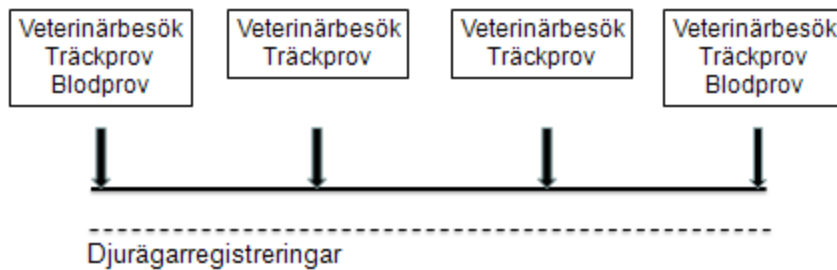 Veterinärbesök
Träckprov
Blodprov
Veterinärbesök
Träckprov
Veterinärbesök
Träckprov
Veterinärbesök
Träckprov
Blodprov
Djurägarregistreringar